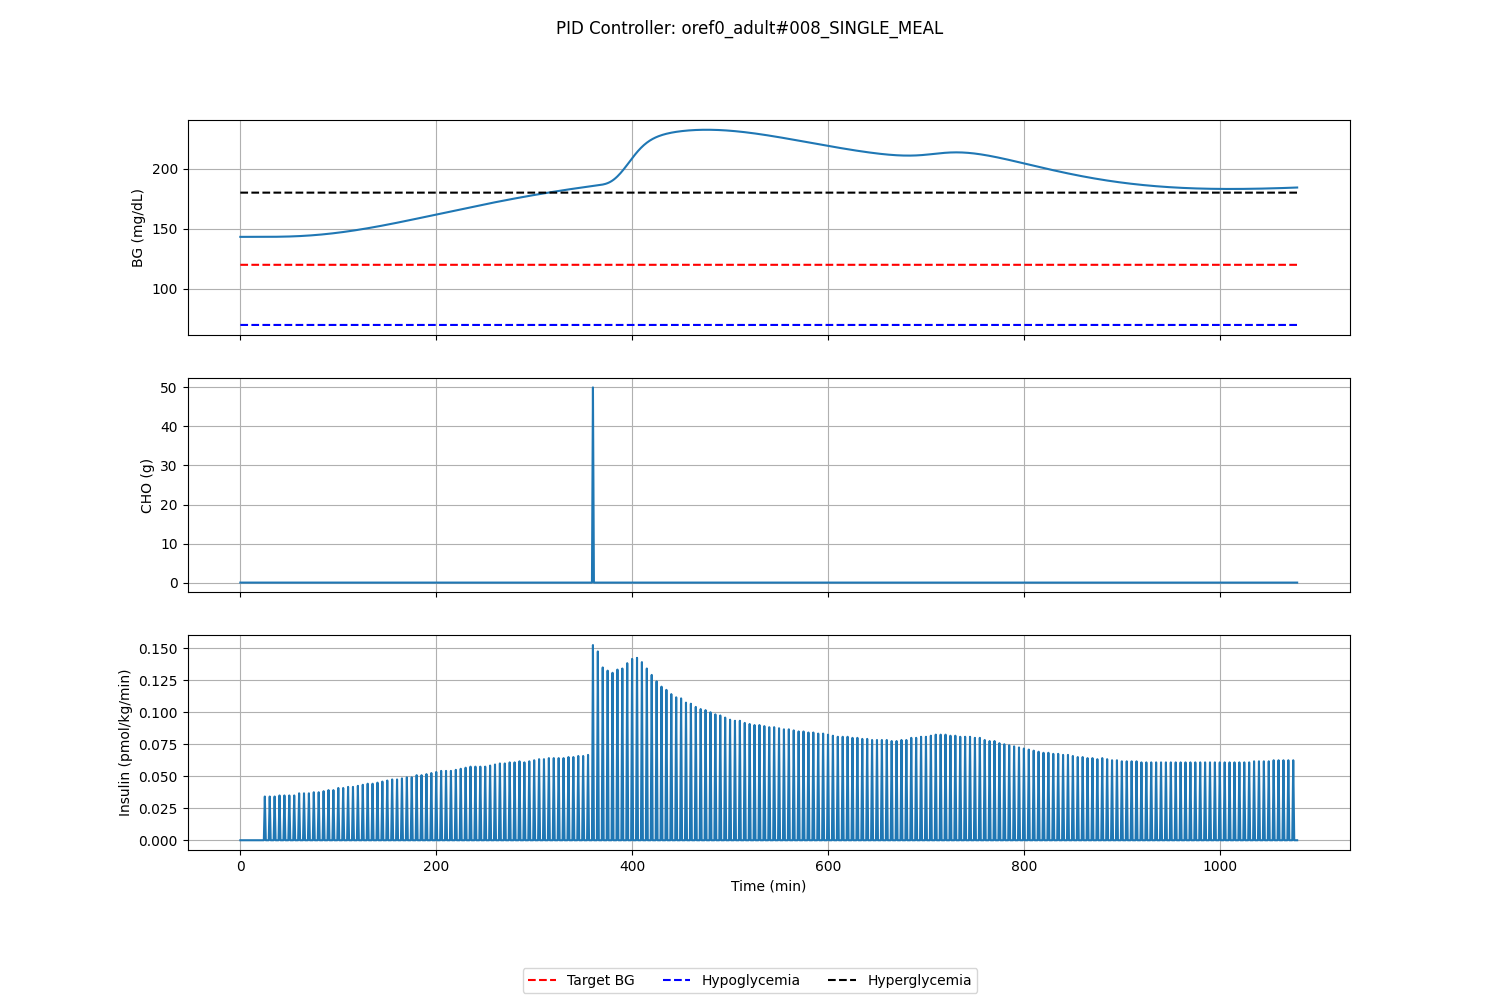 PID Controller: oref0_adult#008_SINGLE_MEAL
BG (mg/dL)
200
150
100
CHO (g)
50
40
30
20
10
0
Insulin (pmol/kg/min)
0.150
0.125
0.100
0.075
0.050
0.025
0.000
0 200 400 600 800 1000
Time (min)
Target BG Hypoglycemia Hyperglycemia